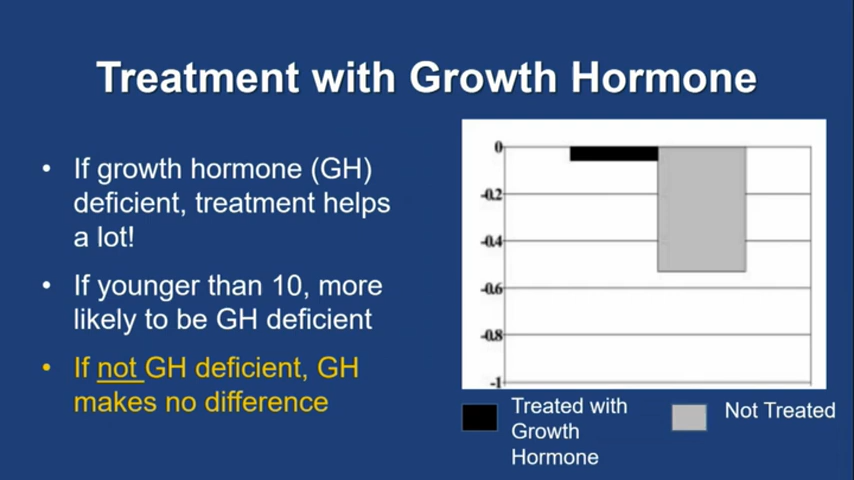 Treatment with Growth Hormone
• If growth hormone (GH)
deficient, treatment helps
a lot!
• If younger than 10, more
likely to be GH deficient
• If not GH deficient, GH
makes no difference
0
-0.2
-0.4
-0.6
-0.8
-1
Treated with
Growth
Hormone
Not Treated